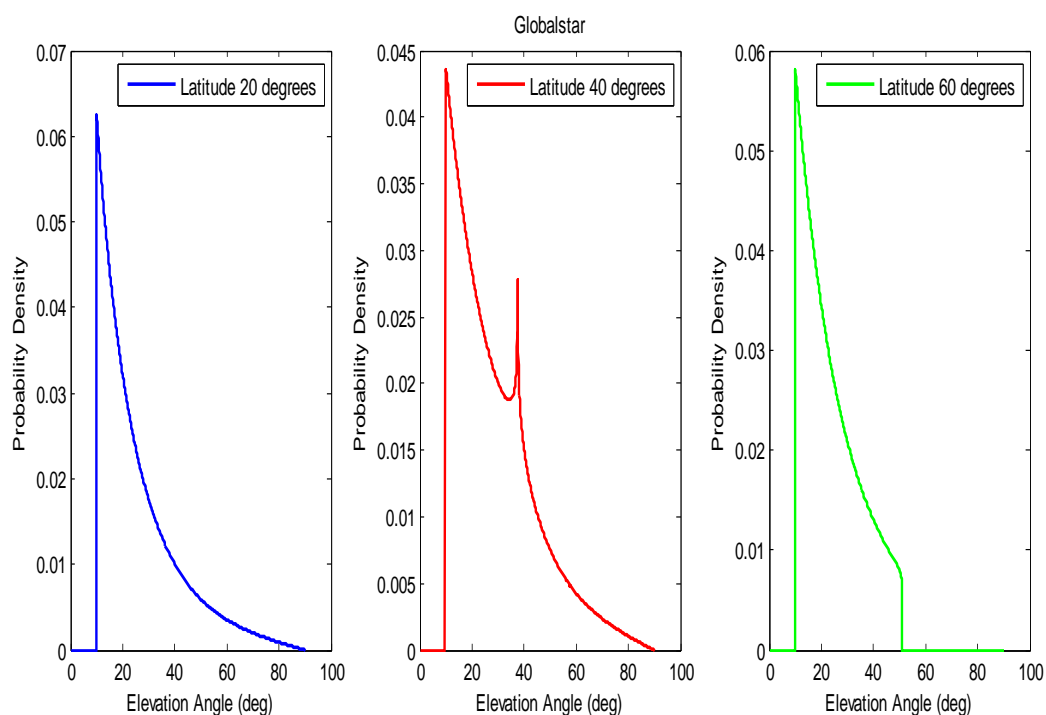 Globalstar
Latitude 20 degrees
Probability Density
0.07
0.06
0.05
0.04
0.03
0.02
0.01
0
0 20 40 60 80 100
Elevation Angle (deg)
Latitude 40 degrees
Probability Density
0.045
0.04
0.035
0.03
0.025
0.02
0.015
0.01
0.005
0
0 20 40 60 80 100
Elevation Angle (deg)
Latitude 60 degrees
Probability Density
0.06
0.05
0.04
0.03
0.02
0.01
0
0 20 40 60 80 100
Elevation Angle (deg)